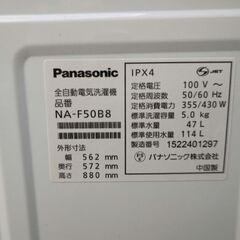 Panasonic
全自動電気洗濯機
品番
NA-F50B8
外形寸法
幅 562 mm
奥行 572 mm
高さ 880 mm
IPX4
JET
定格電圧 100 V～
定格周波数 50/60 Hz
定格消費電力 355/430 W
標準洗濯容量 5.0 kg
標準水量 47 L
標準使用水量 114 L
製造番号 1522401297
パナソニック株式会社
中国製